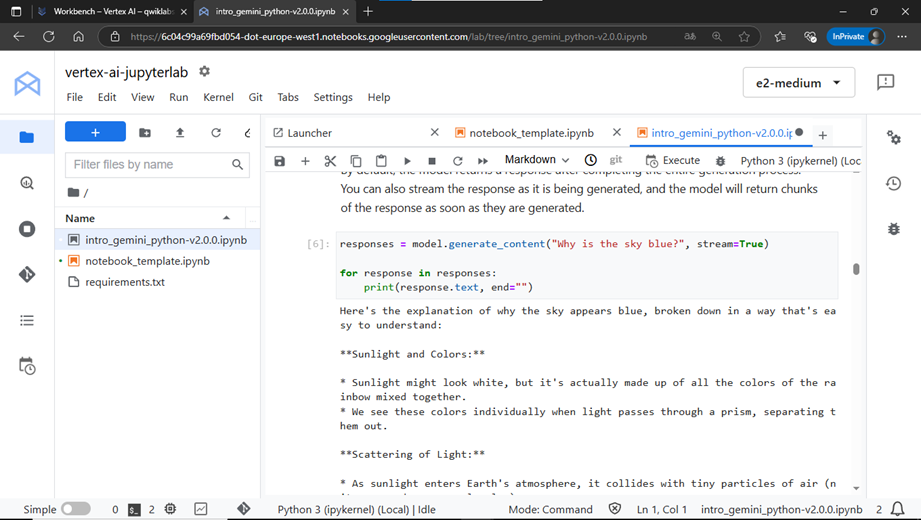 Workbench – Vertex AI – qwiklabs
intro_gemini_python-v2.0.0.ipynb
https://6c04c99a69fbd054-dot-europe-west1.notebooks.googleusercontent.com/lab/tree/intro_gemini_python-v2.0.0.ipynb
InPrivate
vertex-ai-jupyterlab
e2-medium
File Edit View Run Kernel Git Tabs Settings Help
Launcher
notebook_template.ipynb
intro_gemini_python-v2.0.0.ip
Filter files by name
Markdown
git
Execute
Python 3 (ipykernel) (Loc
/
Name
intro_gemini_python-v2.0.0.ipynb
notebook_template.ipynb
requirements.txt
By default, the model returns a response after completing the entire generation process.
You can also stream the response as it is being generated, and the model will return chunks
of the response as soon as they are generated.
[6]:
responses = model.generate_content("Why is the sky blue?", stream=True)
for response in responses:
print(response.text, end="")
Here's the explanation of why the sky appears blue, broken down in a way that's ea
sy to understand:
**Sunlight and Colors:**
* Sunlight might look white, but it's actually made up of all the colors of the ra
inbow mixed together.
* We see these colors individually when light passes through a prism, separating t
hem out.
**Scattering of Light:**
* As sunlight enters Earth's atmosphere, it collides with tiny particles of air (n
Simple 0 2 Python 3 (ipykernel) (Local) | Idle Mode: Command Ln 1, Col 1 intro_gemini_python-v2.0.0.ipynb 2